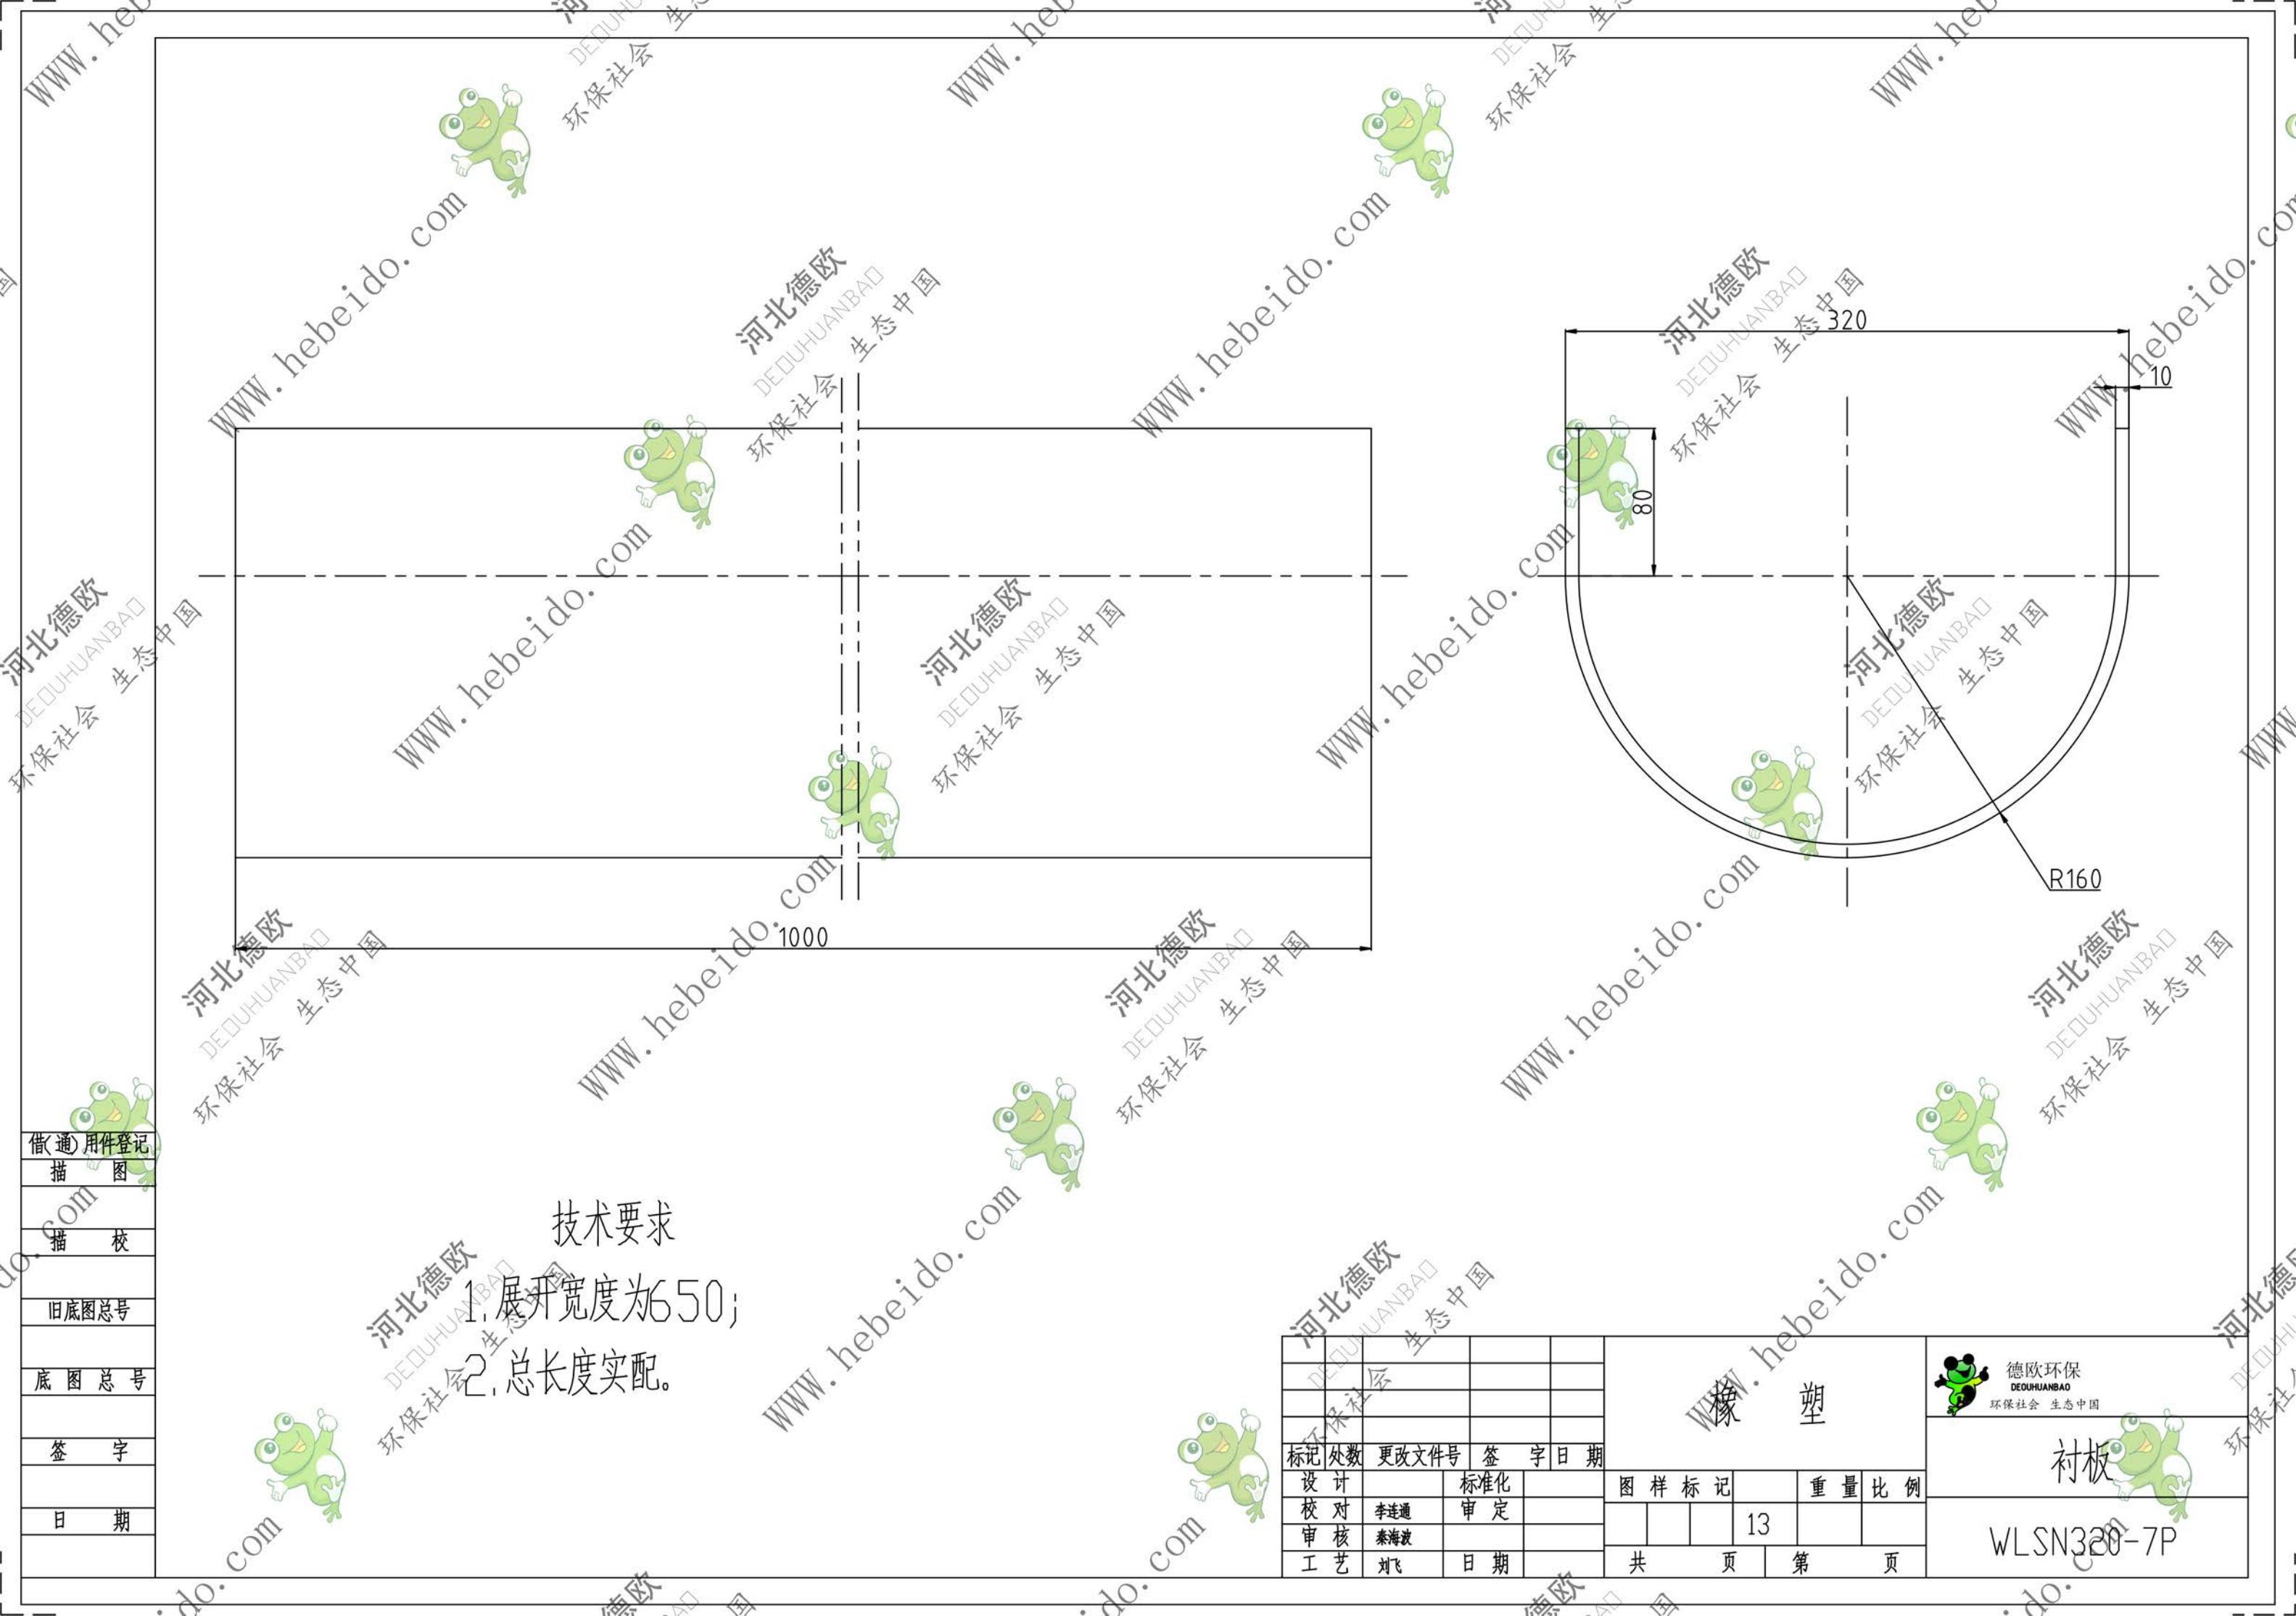 320
10
80
R160
1000
技术要求
1.展开宽度为650;
2.总长度实配。
借(通)用件登记
描 图
描 校
旧底图总号
底 图 总 号
签 字
日 期
标记 处数 更改文件号 签 字 日 期
设 计 标准化
校 对 李连通 审 定
审 核 秦海波
工 艺 刘飞 日 期
橡 塑
图 样 标 记 重 量 比 例
13
共 页 第 页
德欧环保
DEOUHUANBAO
环保社会 生态中国
衬板
WLSN320-7P
河北德欧
DEOUHUANBAO
环保社会 生态中国
WWW.hebeido.com